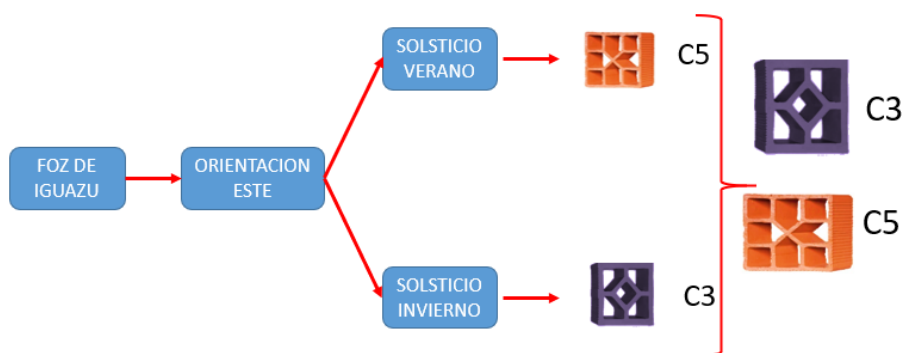 FOZ DE
IGUAZU
ORIENTACION
ESTE
SOLSTICIO
VERANO
C5
SOLSTICIO
INVIERNO
C3
C3
C5